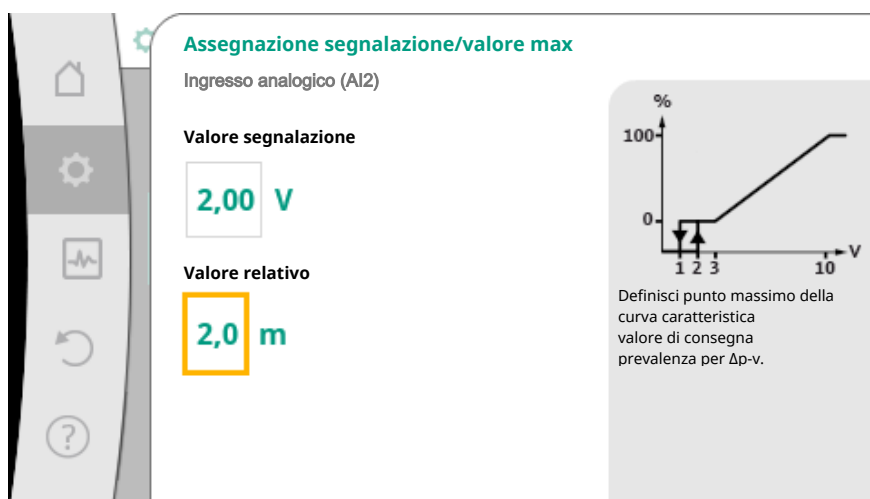 Assegnazione segnalazione/valore max
Ingresso analogico (AI2)
Valore segnalazione
2,00 V
Valore relativo
2,0 m
%
100
0
1 2 3 10 V
Definisci punto massimo della
curva caratteristica
valore di consegna
prevalenza per Δp-v.
?